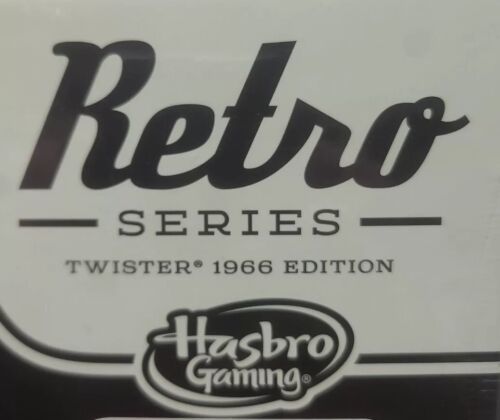 Retro
SERIES
TWISTER® 1966 EDITION
Hasbro
Gaming®